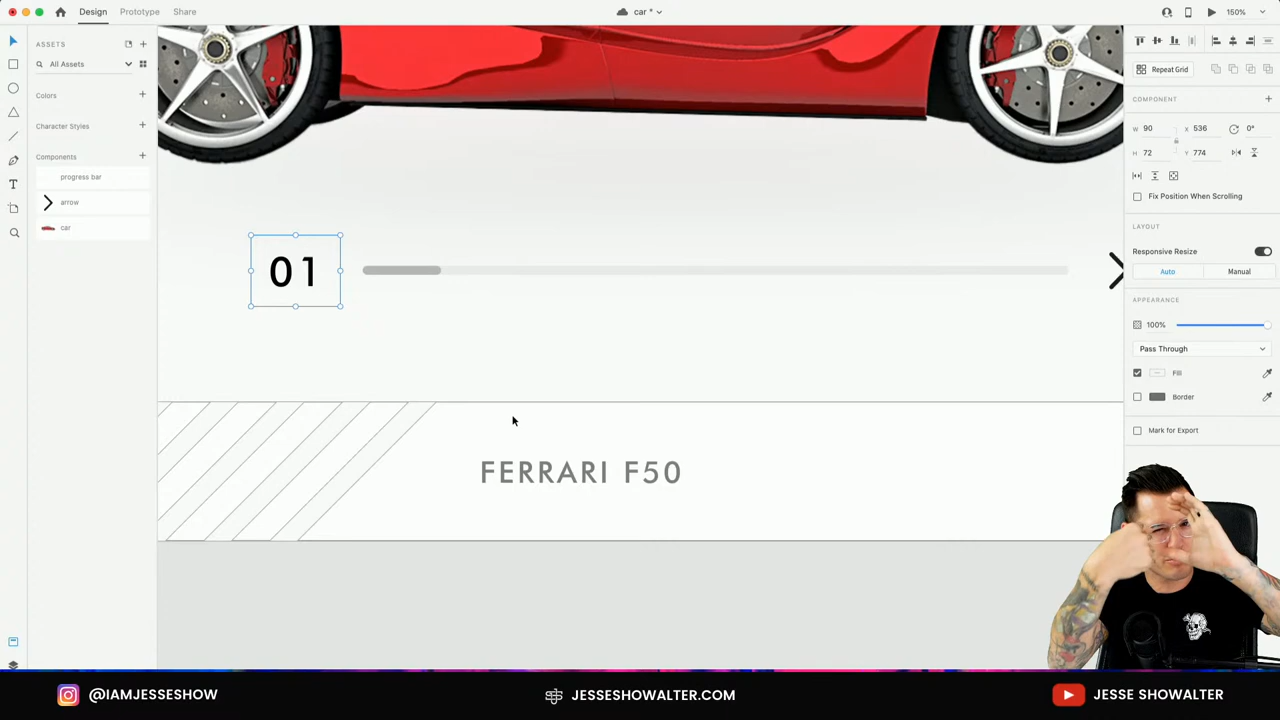 Design
Prototype
Share
car *
150%
ASSETS
All Assets
Colors
Character Styles
Components
progress bar
arrow
car
01
FERRARI F50
Repeat Grid
COMPONENT
W 90
X 536
0°
H 72
Y 774
Fix Position When Scrolling
LAYOUT
Responsive Resize
Auto
Manual
APPEARANCE
100%
Pass Through
Fill
Border
Mark for Export
@IAMJESSESHOW
JESSESHOWALTER.COM
JESSE SHOWALTER